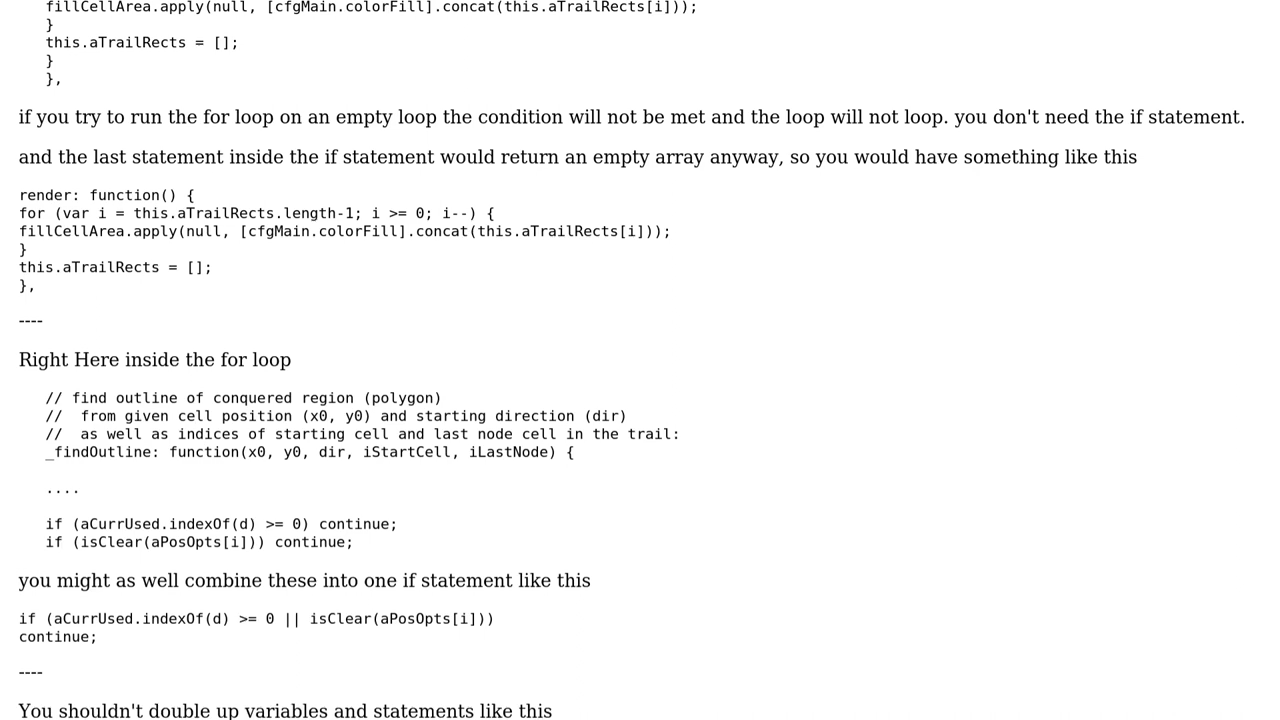 fillCellArea.apply(null, [cfgMain.colorFill].concat(this.aTrailRects[i]));
}
this.aTrailRects = [];
}
},
if you try to run the for loop on an empty loop the condition will not be met and the loop will not loop. you don't need the if statement.
and the last statement inside the if statement would return an empty array anyway, so you would have something like this
render: function() {
for (var i = this.aTrailRects.length-1; i >= 0; i--) {
fillCellArea.apply(null, [cfgMain.colorFill].concat(this.aTrailRects[i]));
}
this.aTrailRects = [];
},
----
Right Here inside the for loop
// find outline of conquered region (polygon)
//  from given cell position (x0, y0) and starting direction (dir)
//  as well as indices of starting cell and last node cell in the trail:
_findOutline: function(x0, y0, dir, iStartCell, iLastNode) {
....
if (aCurrUsed.indexOf(d) >= 0) continue;
if (isClear(aPosOpts[i])) continue;
you might as well combine these into one if statement like this
if (aCurrUsed.indexOf(d) >= 0 || isClear(aPosOpts[i]))
continue;
----
You shouldn't double up variables and statements like this